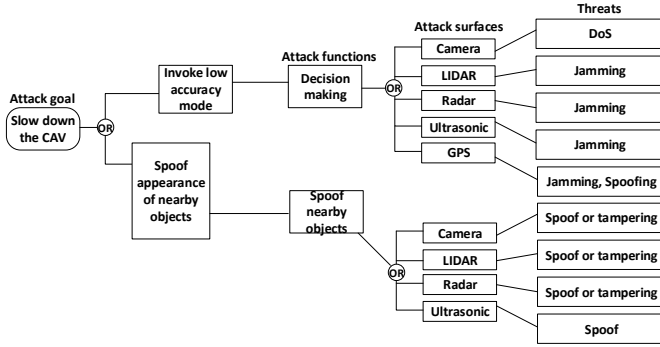 Threats
Attack surfaces
Attack functions
Attack goal
Slow down
the CAV
OR
Invoke low
accuracy
mode
Decision
making
OR
Camera
DoS
LIDAR
Jamming
Radar
Jamming
Ultrasonic
Jamming
GPS
Jamming, Spoofing
Spoof
appearance
of nearby
objects
Spoof
nearby
objects
OR
Camera
Spoof or tampering
LIDAR
Spoof or tampering
Radar
Spoof or tampering
Ultrasonic
Spoof